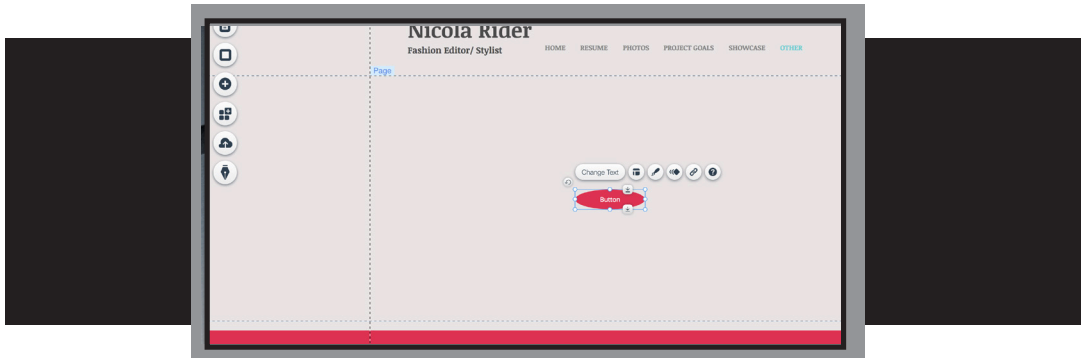 Nicola Rider
Fashion Editor/ Stylist
HOME RESUME PHOTOS PROJECT GOALS SHOWCASE OTHER
Page
Change Text
Button